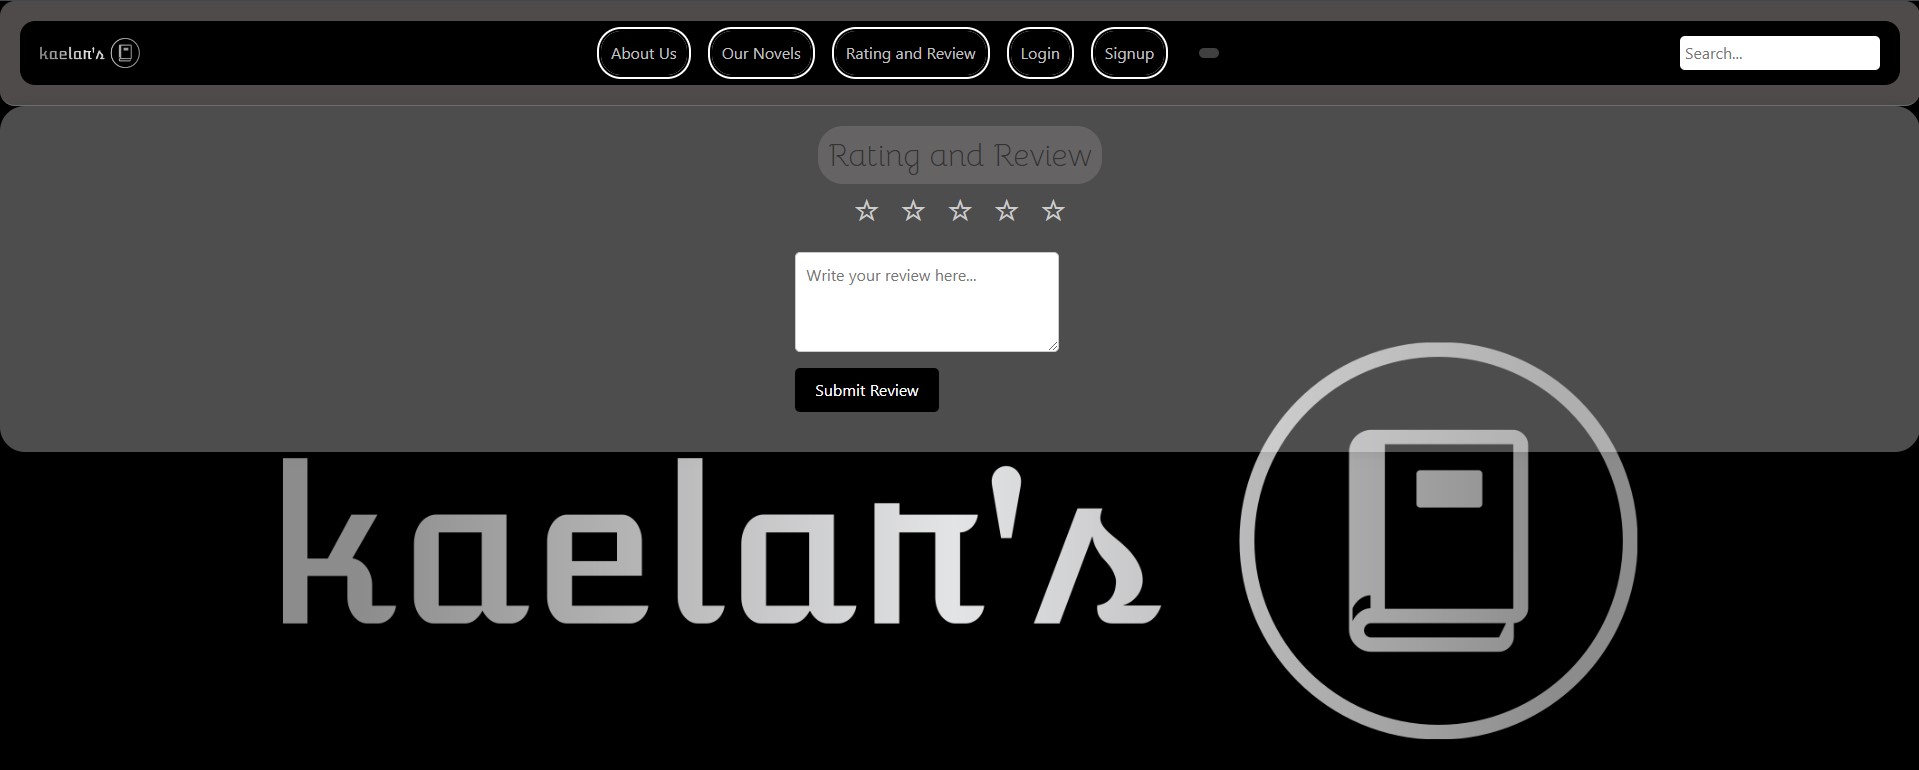 kaelan's
About Us
Our Novels
Rating and Review
Login
Signup
Search...
Rating and Review
Write your review here...
Submit Review
kaelan's